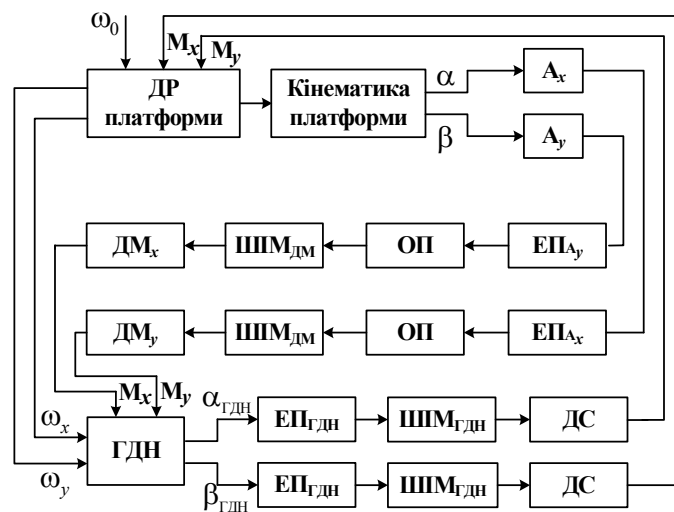 ω₀
Mx
My
ДР платформи
Кінематика платформи
α
Ax
β
Ay
ДМx
ШІМДМ
ОП
ЕПAy
ДМy
ШІМДМ
ОП
ЕПAx
Mx
My
αГДН
ωx
ГДН
ЕПГДН
ШІМГДН
ДС
ωy
βГДН
ЕПГДН
ШІМГДН
ДС